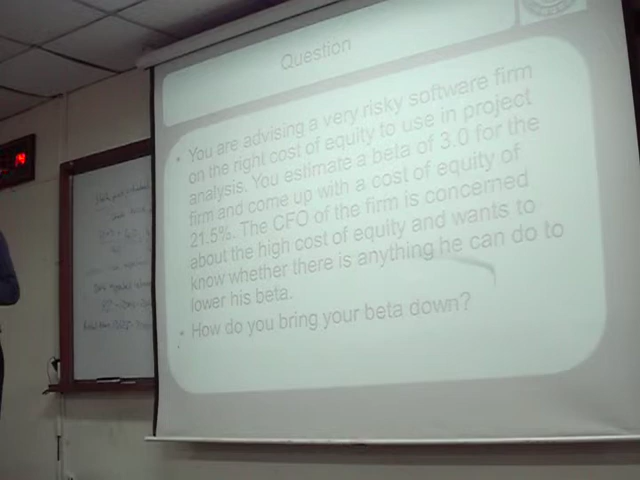 Question
• You are advising a very risky software firm
on the right cost of equity to use in project
analysis. You estimate a beta of 3.0 for the
firm and come up with a cost of equity of
21.5%. The CFO of the firm is concerned
about the high cost of equity and wants to
know whether there is anything he can do to
lower his beta.
• How do you bring your beta down?